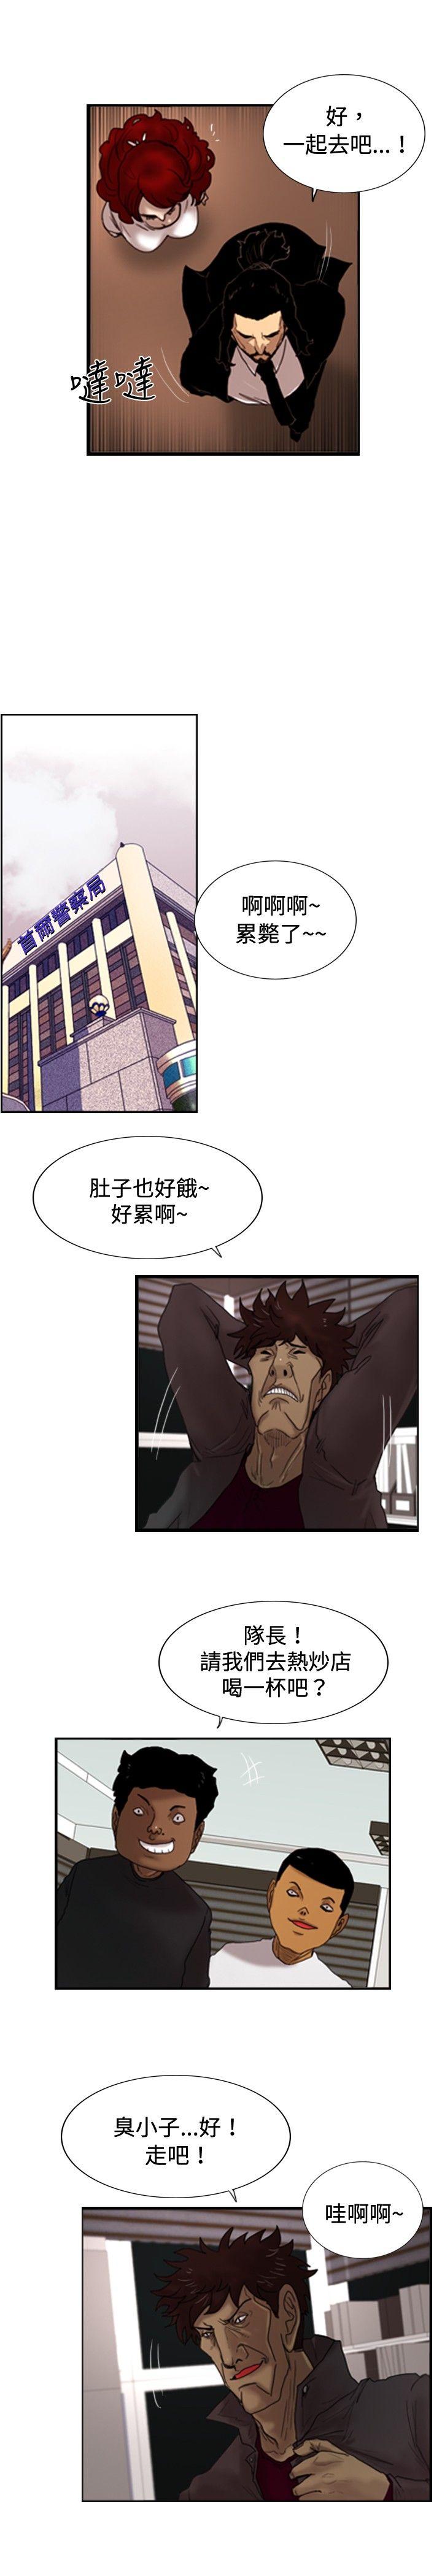 好，
一起去吧...！
噠噠
首爾警察局
啊啊啊~
累斃了~~
肚子也好餓~
好累啊~
隊長！
請我們去熱炒店
喝一杯吧？
臭小子...好！
走吧！
哇啊啊~